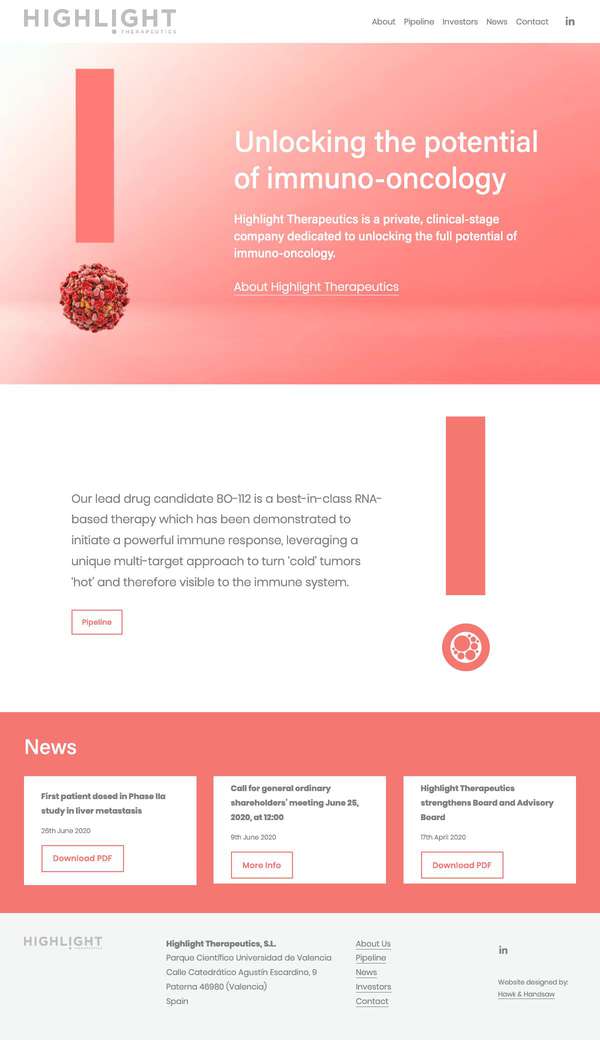 HIGHLIGHT
THERAPEUTICS
About Pipeline Investors News Contact in
Unlocking the potential
of immuno-oncology
Highlight Therapeutics is a private, clinical-stage
company dedicated to unlocking the full potential of
immuno-oncology.
About Highlight Therapeutics
Our lead drug candidate BO-112 is a best-in-class RNA-
based therapy which has been demonstrated to
initiate a powerful immune response, leveraging a
unique multi-target approach to turn 'cold' tumors
'hot' and therefore visible to the immune system.
Pipeline
News
First patient dosed in Phase IIa
study in liver metastasis
26th June 2020
Download PDF
Call for general ordinary
shareholders' meeting June 25,
2020, at 12:00
9th June 2020
More Info
Highlight Therapeutics
strengthens Board and Advisory
Board
17th April 2020
Download PDF
HIGHLIGHT
THERAPEUTICS
Highlight Therapeutics, S.L.
Parque Científico Universidad de Valencia
Calle Catedrático Agustín Escardino, 9
Paterna 46980 (Valencia)
Spain
About Us
Pipeline
News
Investors
Contact
in
Website designed by:
Hawk & Handsaw